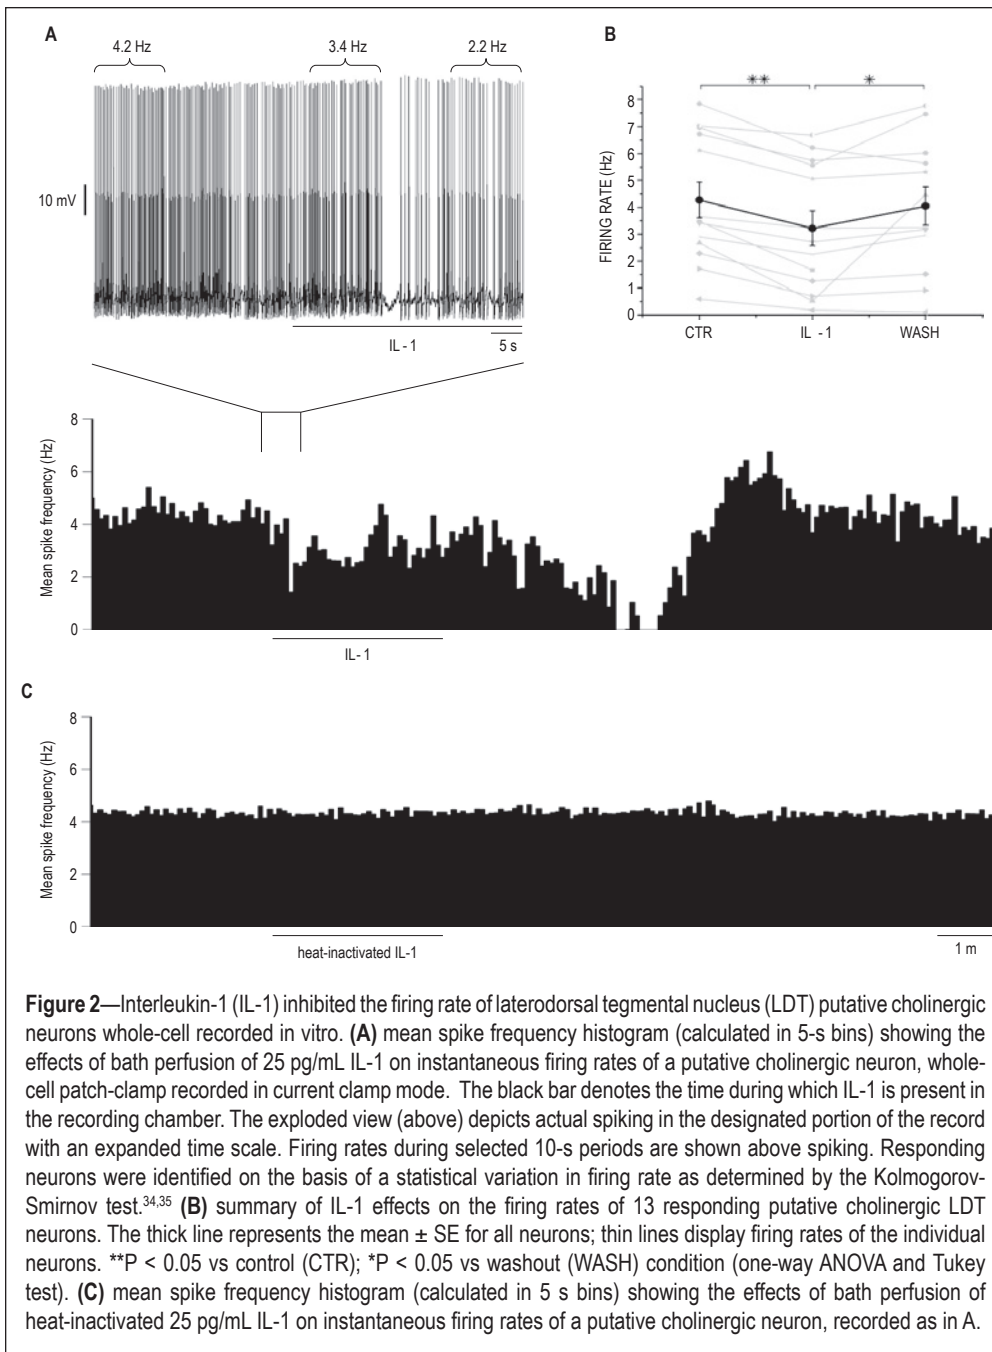 A
4.2 Hz
3.4 Hz
2.2 Hz
10 mV
IL - 1
5 s
B
** *
FIRING RATE (Hz)
8
7
6
5
4
3
2
1
0
CTR IL - 1 WASH
Mean spike frequency (Hz)
8
6
4
2
0
IL - 1
C
Mean spike frequency (Hz)
8
6
4
2
0
heat-inactivated IL-1
1 m
Figure 2—Interleukin-1 (IL-1) inhibited the firing rate of laterodorsal tegmental nucleus (LDT) putative cholinergic
neurons whole-cell recorded in vitro. (A) mean spike frequency histogram (calculated in 5-s bins) showing the
effects of bath perfusion of 25 pg/mL IL-1 on instantaneous firing rates of a putative cholinergic neuron, whole-
cell patch-clamp recorded in current clamp mode. The black bar denotes the time during which IL-1 is present in
the recording chamber. The exploded view (above) depicts actual spiking in the designated portion of the record
with an expanded time scale. Firing rates during selected 10-s periods are shown above spiking. Responding
neurons were identified on the basis of a statistical variation in firing rate as determined by the Kolmogorov-
Smirnov test.34,35 (B) summary of IL-1 effects on the firing rates of 13 responding putative cholinergic LDT
neurons. The thick line represents the mean ± SE for all neurons; thin lines display firing rates of the individual
neurons. **P < 0.05 vs control (CTR); *P < 0.05 vs washout (WASH) condition (one-way ANOVA and Tukey
test). (C) mean spike frequency histogram (calculated in 5 s bins) showing the effects of bath perfusion of
heat-inactivated 25 pg/mL IL-1 on instantaneous firing rates of a putative cholinergic neuron, recorded as in A.